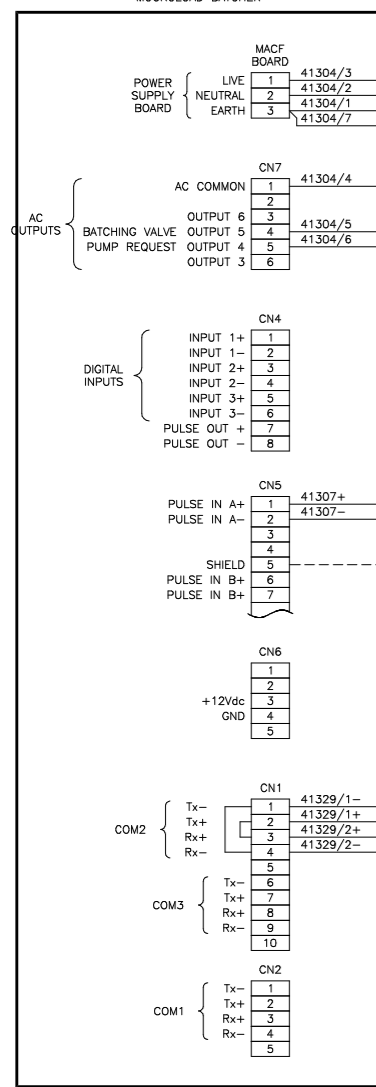 MACF
BOARD
POWER
SUPPLY
BOARD
LIVE 1 41304/3
NEUTRAL 2 41304/2
EARTH 3 41304/1
41304/7
CN7
AC
OUTPUTS
AC COMMON 1 41304/4
2
OUTPUT 6 3
BATCHING VALVE OUTPUT 5 4 41304/5
PUMP REQUEST OUTPUT 4 5 41304/6
OUTPUT 3 6
CN4
DIGITAL
INPUTS
INPUT 1+ 1
INPUT 1- 2
INPUT 2+ 3
INPUT 2- 4
INPUT 3+ 5
INPUT 3- 6
PULSE OUT + 7
PULSE OUT - 8
CN5
PULSE IN A+ 1 41307+
PULSE IN A- 2 41307-
3
4
SHIELD 5
PULSE IN B+ 6
PULSE IN B+ 7
CN6
1
2
+12Vdc 3
GND 4
5
CN1
COM2
Tx- 1 41329/1-
Tx+ 2 41329/1+
Rx+ 3 41329/2+
Rx- 4 41329/2-
5
COM3
Tx- 6
Tx+ 7
Rx+ 8
Rx- 9
10
CN2
COM1
Tx- 1
Tx+ 2
Rx+ 3
Rx- 4
5